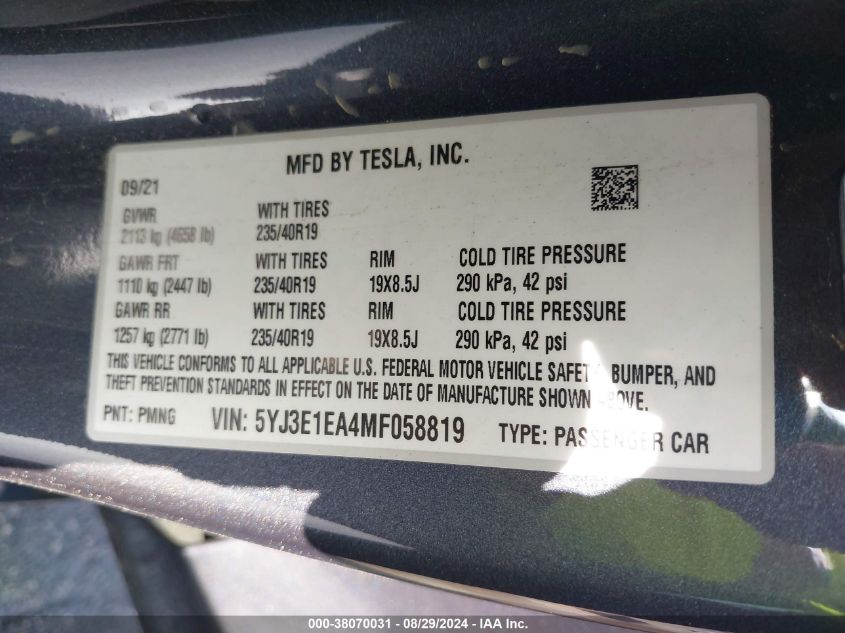 MFD BY TESLA, INC.
09/21
GVWR WITH TIRES
2113 kg (4658 lb) 235/40R19
GAWR FRT WITH TIRES RIM COLD TIRE PRESSURE
1110 kg (2447 lb) 235/40R19 19X8.5J 290 kPa, 42 psi
GAWR RR WITH TIRES RIM COLD TIRE PRESSURE
1257 kg (2771 lb) 235/40R19 19X8.5J 290 kPa, 42 psi
THIS VEHICLE CONFORMS TO ALL APPLICABLE U.S. FEDERAL MOTOR VEHICLE SAFETY, BUMPER, AND
THEFT PREVENTION STANDARDS IN EFFECT ON THE DATE OF MANUFACTURE SHOWN ABOVE.
PNT: PMNG VIN: 5YJ3E1EA4MF058819 TYPE: PASSENGER CAR
000-38070031 - 08/29/2024 - IAA Inc.